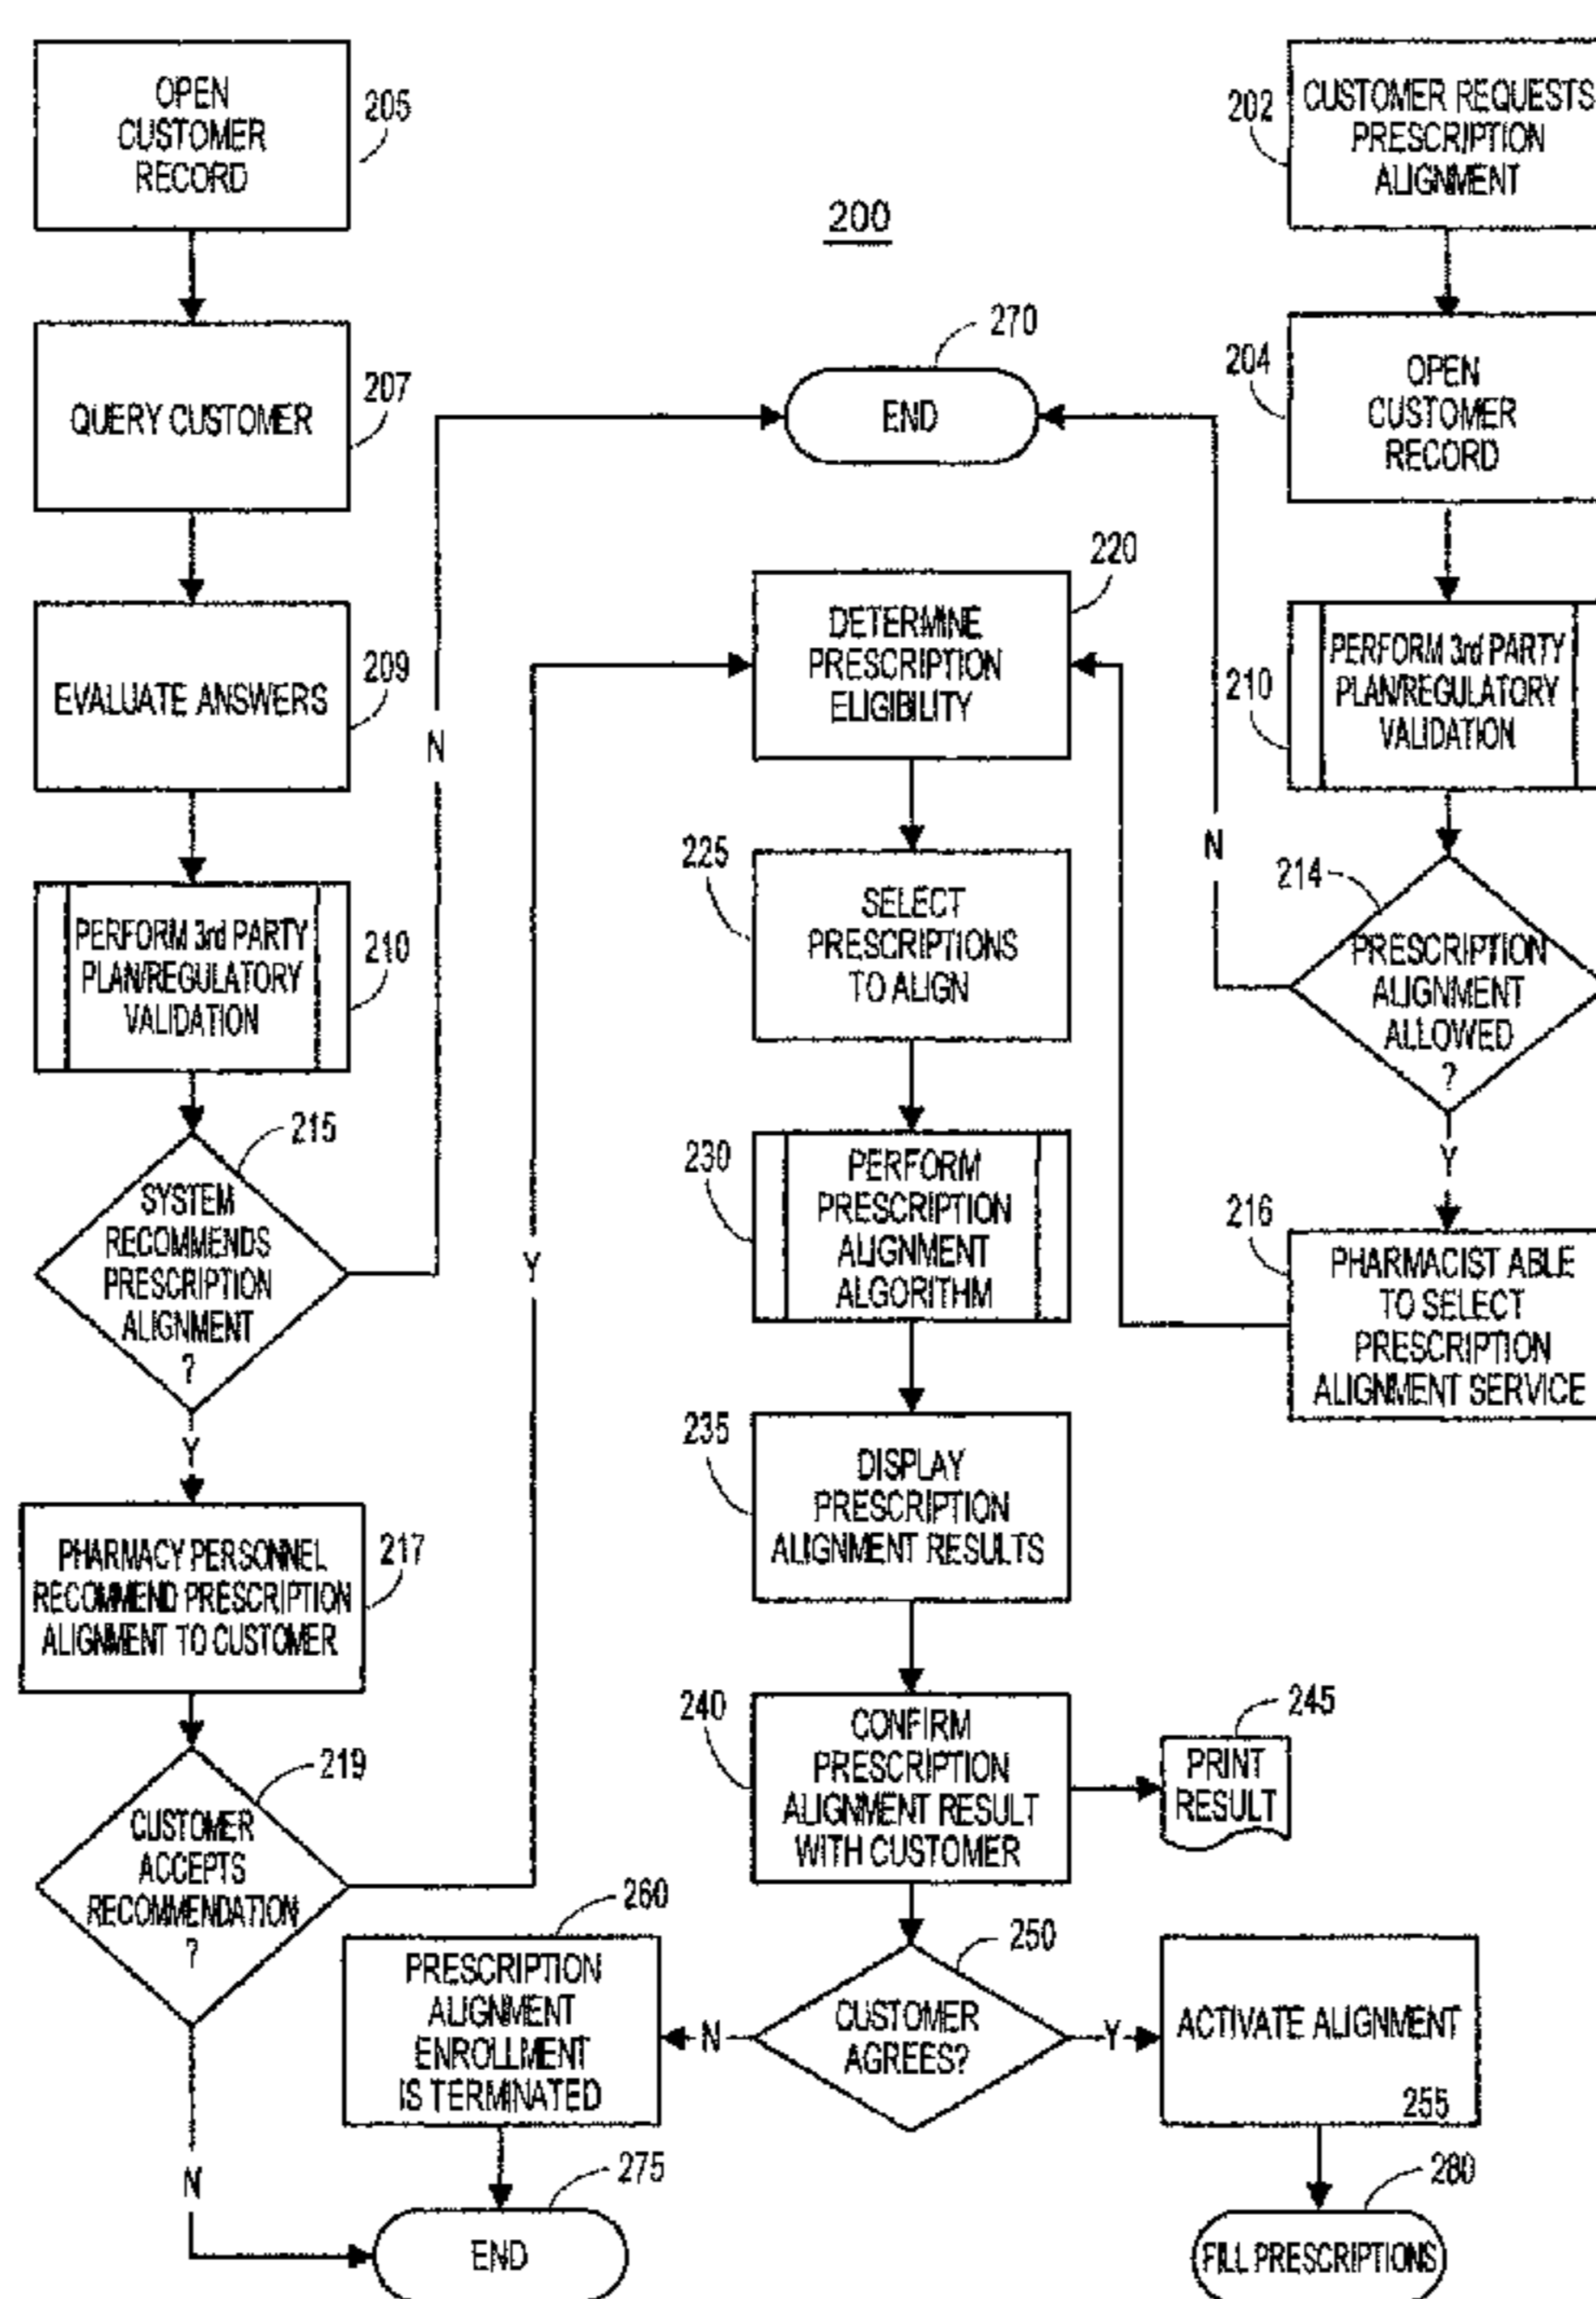 200
OPEN
CUSTOMER
RECORD
205
QUERY CUSTOMER
207
EVALUATE ANSWERS
209
PERFORM 3rd PARTY
PLAN/REGULATORY
VALIDATION
210
215
SYSTEM
RECOMMENDS
PRESCRIPTION
ALIGNMENT
?
N
Y
PHARMACY PERSONNEL
RECOMMEND PRESCRIPTION
ALIGNMENT TO CUSTOMER
217
219
CUSTOMER
ACCEPTS
RECOMMENDATION
?
Y
N
270
END
220
DETERMINE
PRESCRIPTION
ELIGIBILITY
225
SELECT
PRESCRIPTIONS
TO ALIGN
230
PERFORM
PRESCRIPTION
ALIGNMENT
ALGORITHM
235
DISPLAY
PRESCRIPTION
ALIGNMENT RESULTS
240
CONFIRM
PRESCRIPTION
ALIGNMENT RESULT
WITH CUSTOMER
245
PRINT
RESULT
250
CUSTOMER
AGREES?
N
Y
260
PRESCRIPTION
ALIGNMENT
ENROLLMENT
IS TERMINATED
275
END
ACTIVATE ALIGNMENT
255
280
FILL PRESCRIPTIONS
202
CUSTOMER REQUESTS
PRESCRIPTION
ALIGNMENT
204
OPEN
CUSTOMER
RECORD
210
PERFORM 3rd PARTY
PLAN/REGULATORY
VALIDATION
214
PRESCRIPTION
ALIGNMENT
ALLOWED
?
N
Y
216
PHARMACIST ABLE
TO SELECT
PRESCRIPTION
ALIGNMENT SERVICE